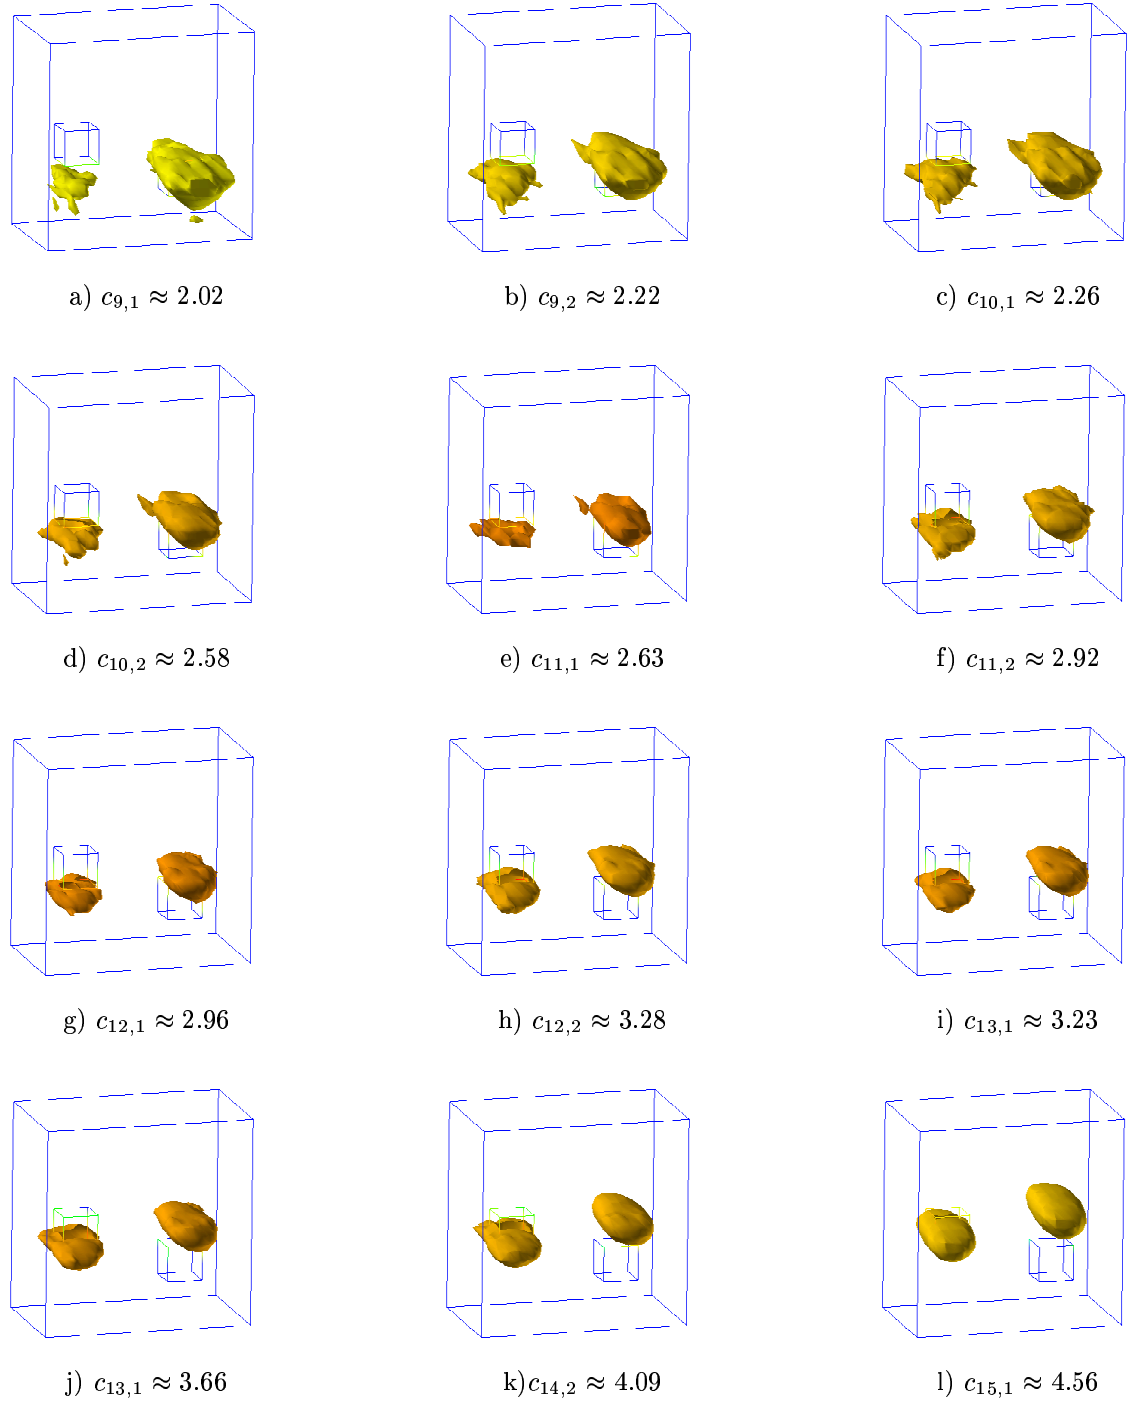 a) c₉,₁ ≈ 2.02
b) c₉,₂ ≈ 2.22
c) c₁₀,₁ ≈ 2.26
d) c₁₀,₂ ≈ 2.58
e) c₁₁,₁ ≈ 2.63
f) c₁₁,₂ ≈ 2.92
g) c₁₂,₁ ≈ 2.96
h) c₁₂,₂ ≈ 3.28
i) c₁₃,₁ ≈ 3.23
j) c₁₃,₁ ≈ 3.66
k)c₁₄,₂ ≈ 4.09
l) c₁₅,₁ ≈ 4.56